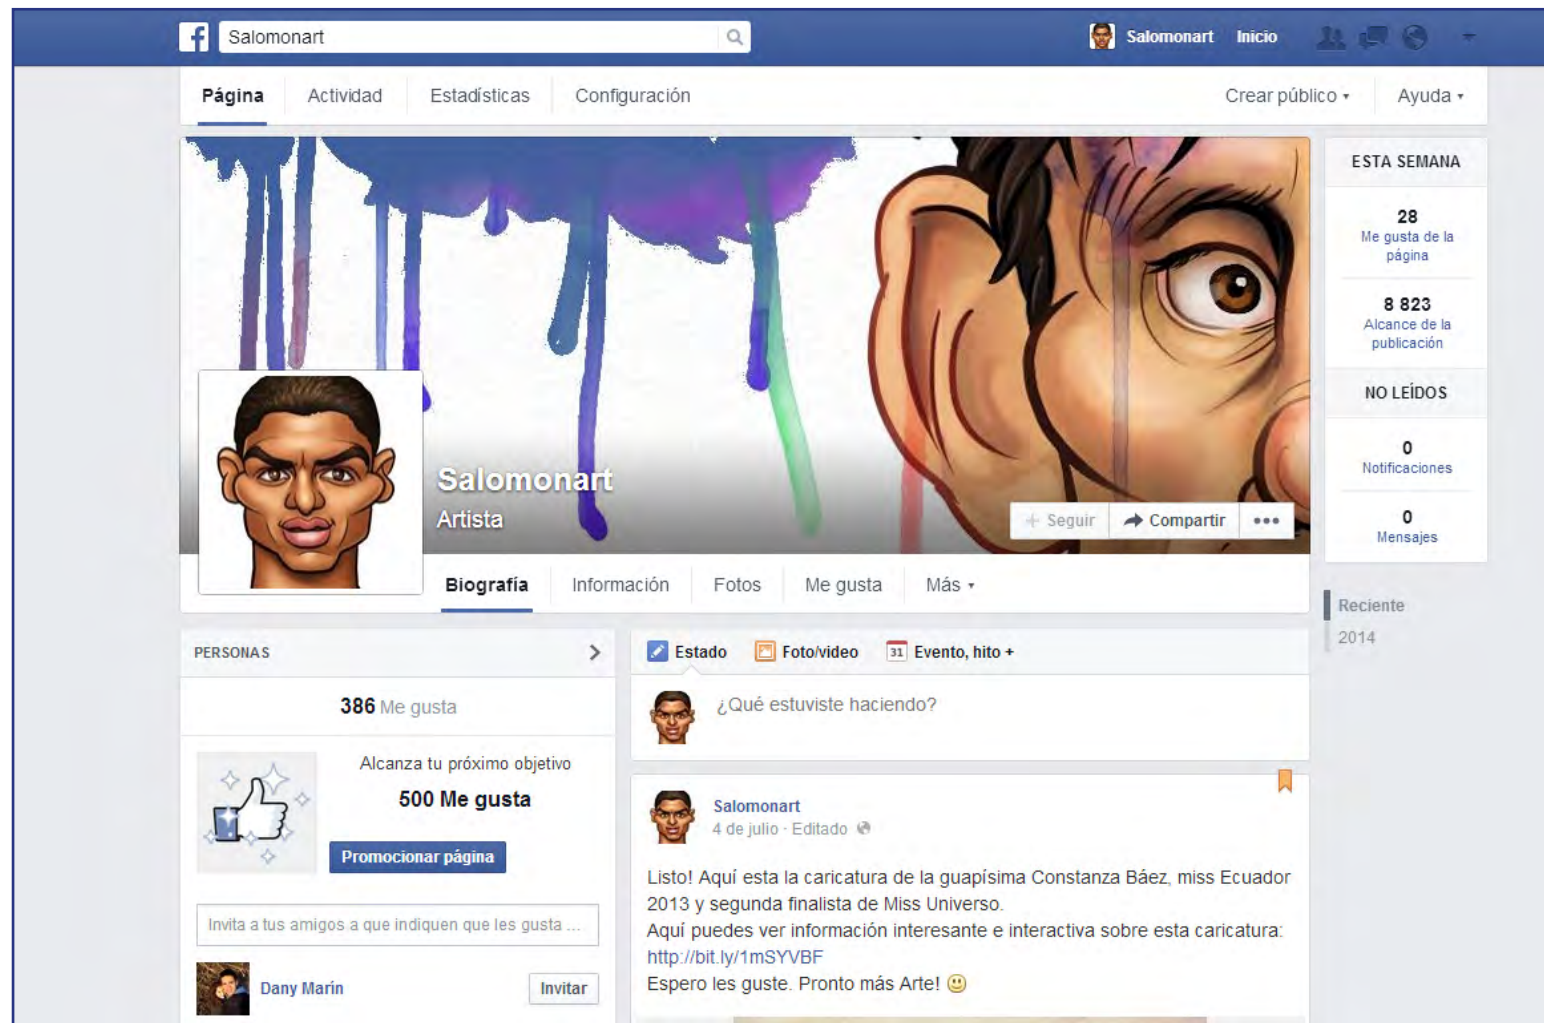 Salomonart
Salomonart Inicio
Página Actividad Estadísticas Configuración Crear público Ayuda
ESTA SEMANA
28
Me gusta de la
página
8 823
Alcance de la
publicación
NO LEÍDOS
0
Notificaciones
0
Mensajes
Reciente
2014
Salomonart
Artista
+ Seguir Compartir •••
Biografía Información Fotos Me gusta Más
PERSONAS
386 Me gusta
Alcanza tu próximo objetivo
500 Me gusta
Promocionar página
Invita a tus amigos a que indiquen que les gusta ...
Dany Marín Invitar
Estado Foto/video 31 Evento, hito +
¿Qué estuviste haciendo?
Salomonart
4 de julio · Editado
Listo! Aquí esta la caricatura de la guapísima Constanza Báez, miss Ecuador
2013 y segunda finalista de Miss Universo.
Aquí puedes ver información interesante e interactiva sobre esta caricatura:
http://bit.ly/1mSYVBF
Espero les guste. Pronto más Arte!